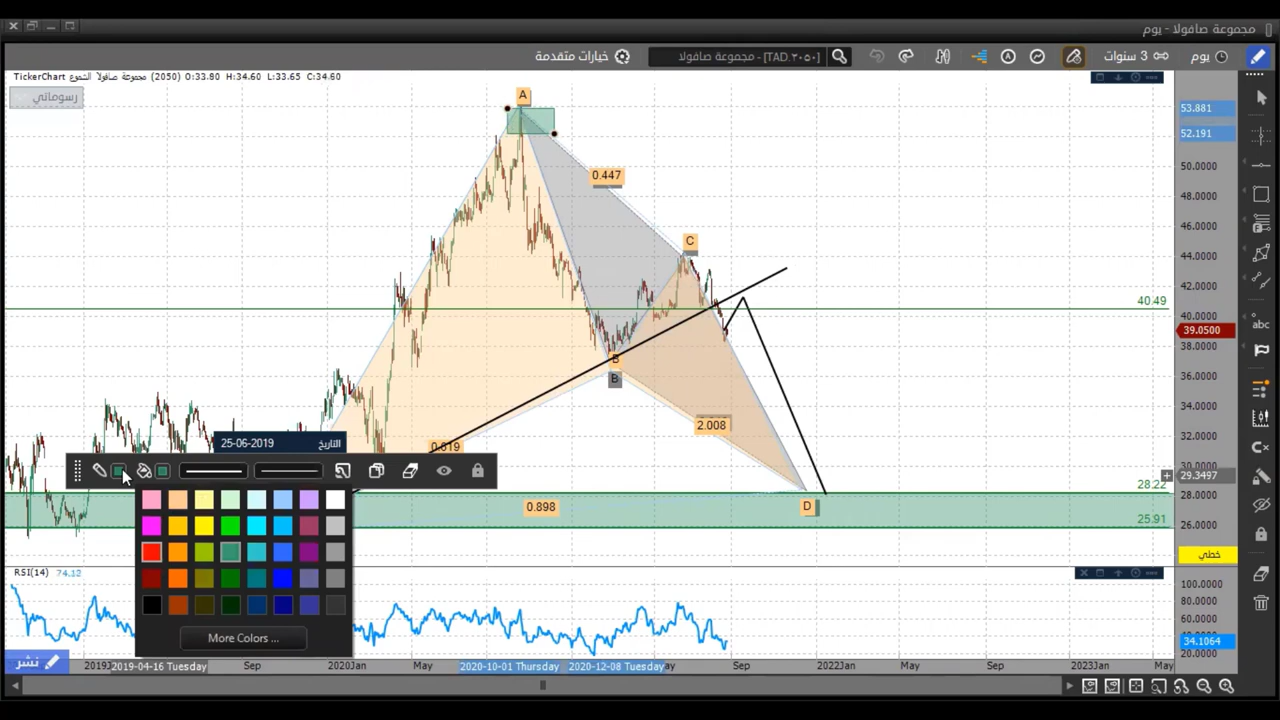 مجموعة صافولا - يوم
خيارات متقدمة
مجموعة صافولا - [TAD.٢٠٥٠]
3 سنوات
يوم
TickerChart مجموعة صافولا الشموع (2050) O:33.80 H:34.60 L:33.65 C:34.60
رسوماتي
A
53.881
52.191
50.0000
0.447
48.0000
46.0000
C
44.0000
42.0000
40.49
40.0000
39.0500
38.0000
B
B
36.0000
34.0000
2.008
25-06-2019 التاريخ
32.0000
0.619
30.0000
29.3497
28.22
28.0000
0.898
D
25.91
26.0000
abc
خطي
RSI(14) 74.12
100.0000
80.0000
60.0000
34.1064
20.0000
More Colors ...
نشر
2019J
2019-04-16 Tuesday
Sep
2020Jan
May
2020-10-01 Thursday
2020-12-08 Tuesday
ay
Sep
2022Jan
May
Sep
2023Jan
May